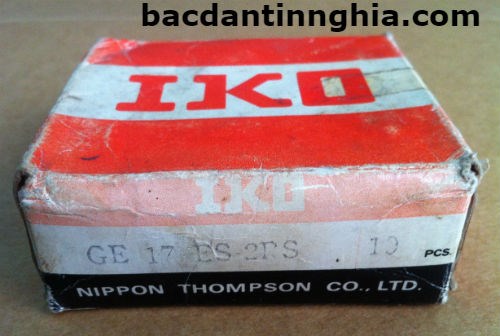 bacdantinnghia.com
IKO
IKO
GE 17 ES-2RS 10 PCS.
NIPPON THOMPSON CO., LTD.